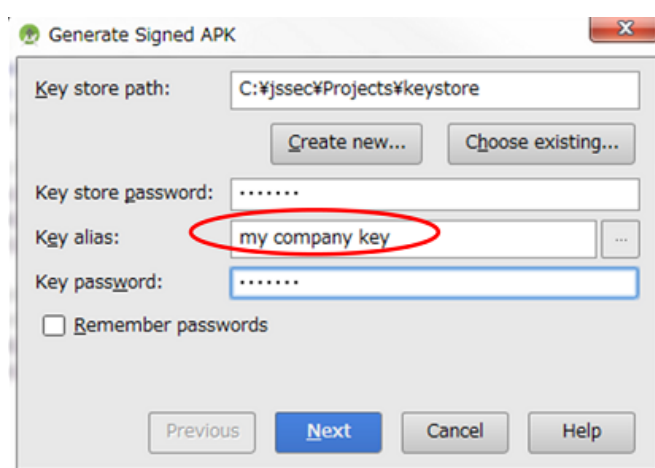 Generate Signed APK
Key store path: C:¥jssec¥Projects¥keystore
Create new... Choose existing...
Key store password: •••••••
Key alias: my company key ...
Key password: •••••••
Remember passwords
Previous Next Cancel Help